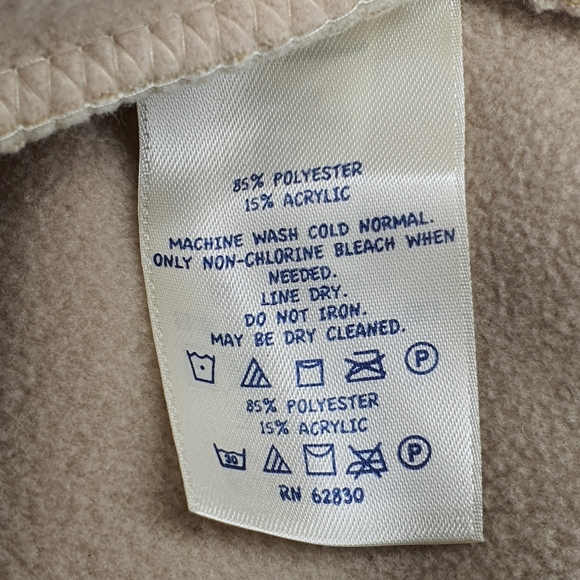 85% POLYESTER
15% ACRYLIC
MACHINE WASH COLD NORMAL.
ONLY NON-CHLORINE BLEACH WHEN
NEEDED.
LINE DRY.
DO NOT IRON.
MAY BE DRY CLEANED.
P
85% POLYESTER
15% ACRYLIC
30 P
RN 62830